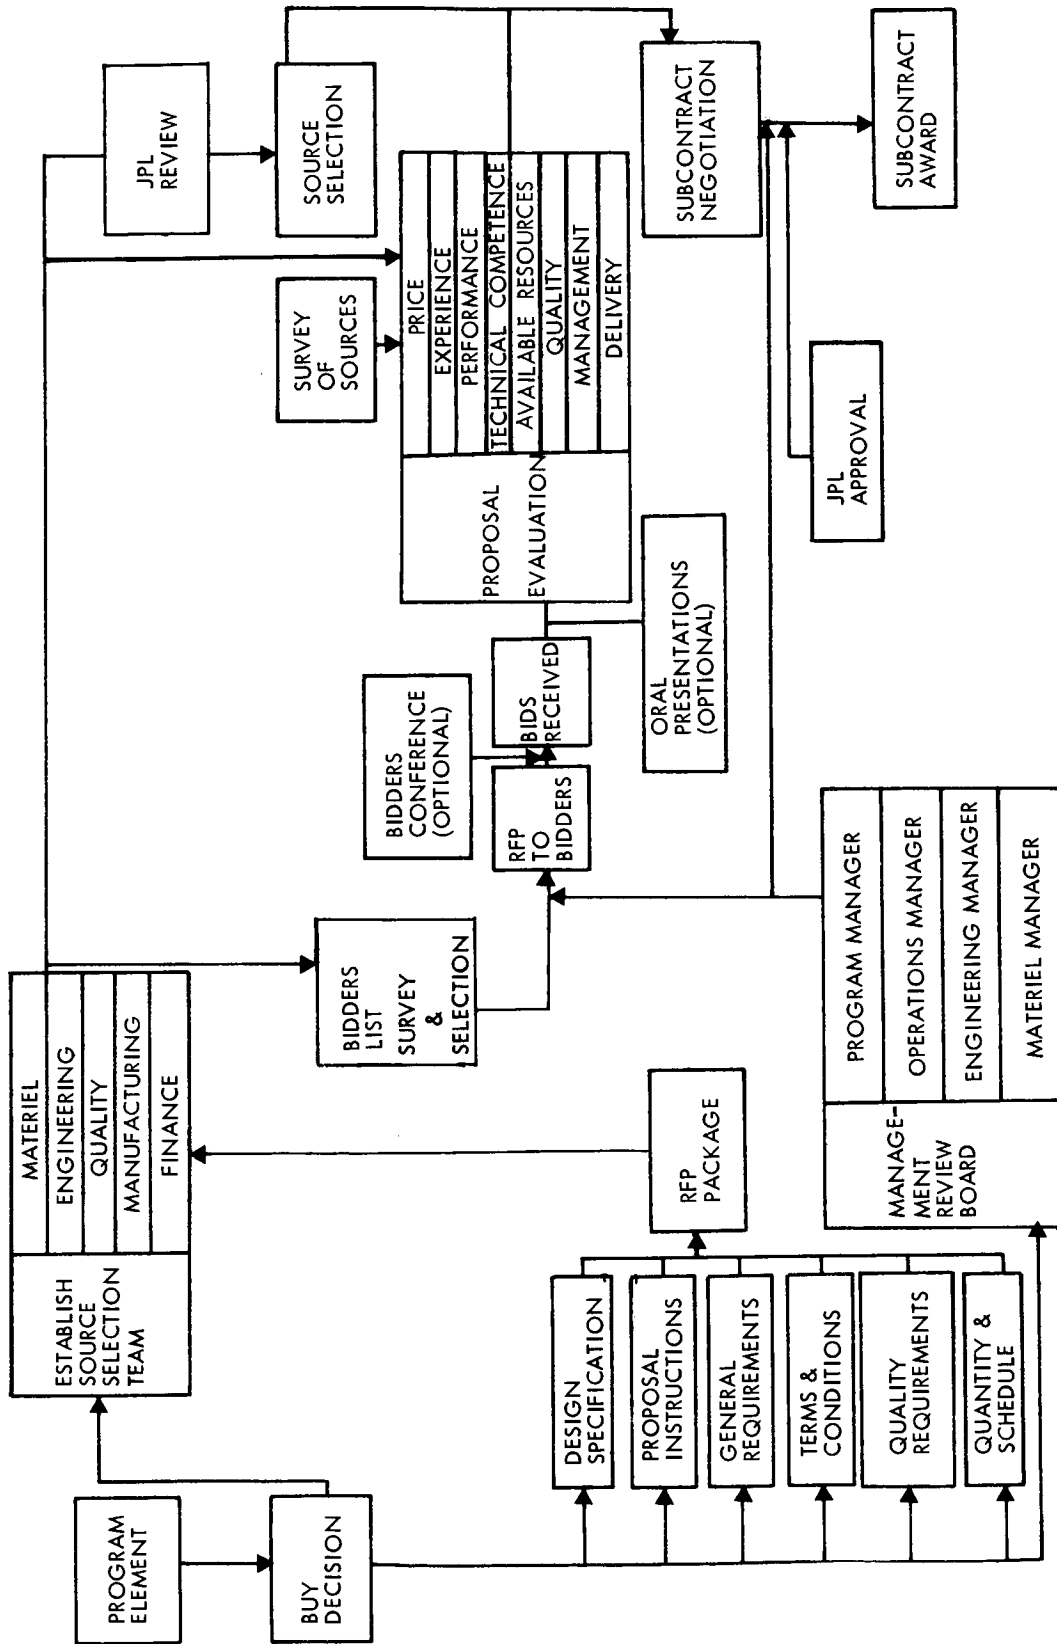 PROGRAM
ELEMENT
BUY
DECISION
ESTABLISH
SOURCE
SELECTION
TEAM
MATERIEL
ENGINEERING
QUALITY
MANUFACTURING
FINANCE
DESIGN
SPECIFICATION
PROPOSAL
INSTRUCTIONS
GENERAL
REQUIREMENTS
TERMS &
CONDITIONS
QUALITY
REQUIREMENTS
QUANTITY &
SCHEDULE
RFP
PACKAGE
MANAGE-
MENT
REVIEW
BOARD
PROGRAM MANAGER
OPERATIONS MANAGER
ENGINEERING MANAGER
MATERIEL MANAGER
BIDDERS
LIST
SURVEY
&
SELECTION
BIDDERS
CONFERENCE
(OPTIONAL)
RFP
TO
BIDDERS
BIDS
RECEIVED
ORAL
PRESENTATIONS
(OPTIONAL)
PROPOSAL
EVALUATION
PRICE
EXPERIENCE
PERFORMANCE
TECHNICAL COMPETENCE
AVAILABLE RESOURCES
QUALITY
MANAGEMENT
DELIVERY
SURVEY
OF
SOURCES
JPL
REVIEW
SOURCE
SELECTION
SUBCONTRACT
NEGOTIATION
JPL
APPROVAL
SUBCONTRACT
AWARD